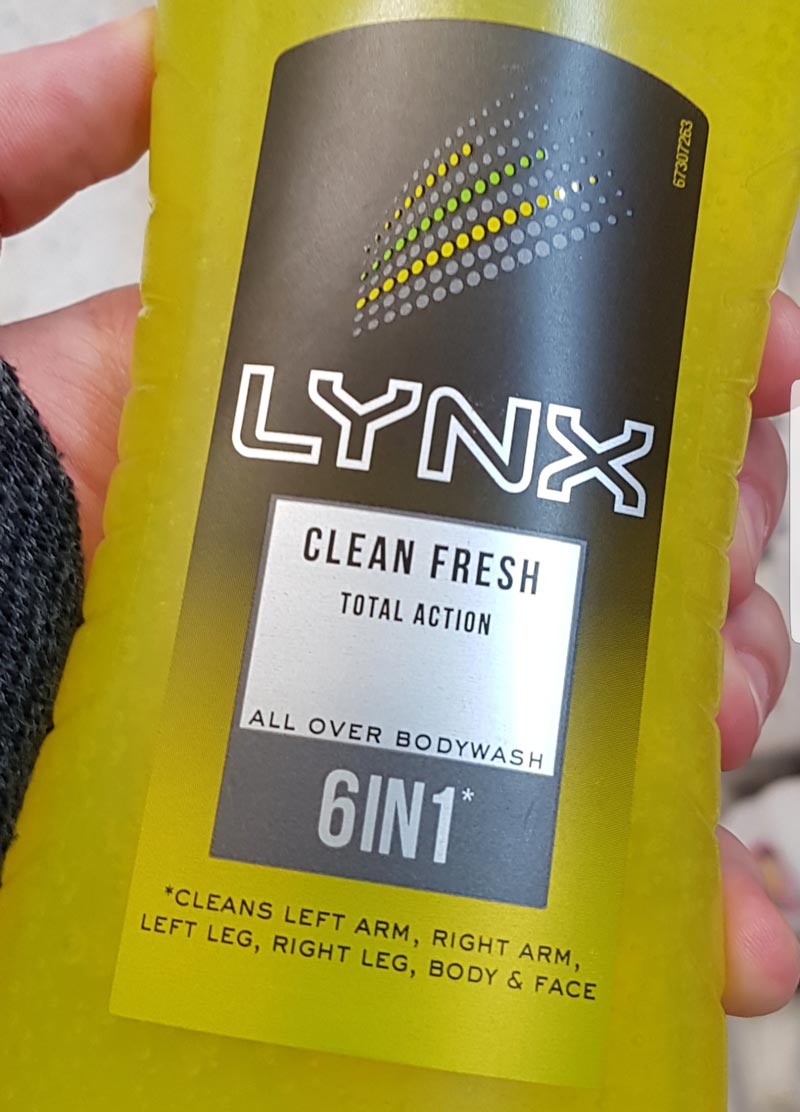 67307263
LYNX
CLEAN FRESH
TOTAL ACTION
ALL OVER BODYWASH
6IN1*
*CLEANS LEFT ARM, RIGHT ARM,
LEFT LEG, RIGHT LEG, BODY & FACE